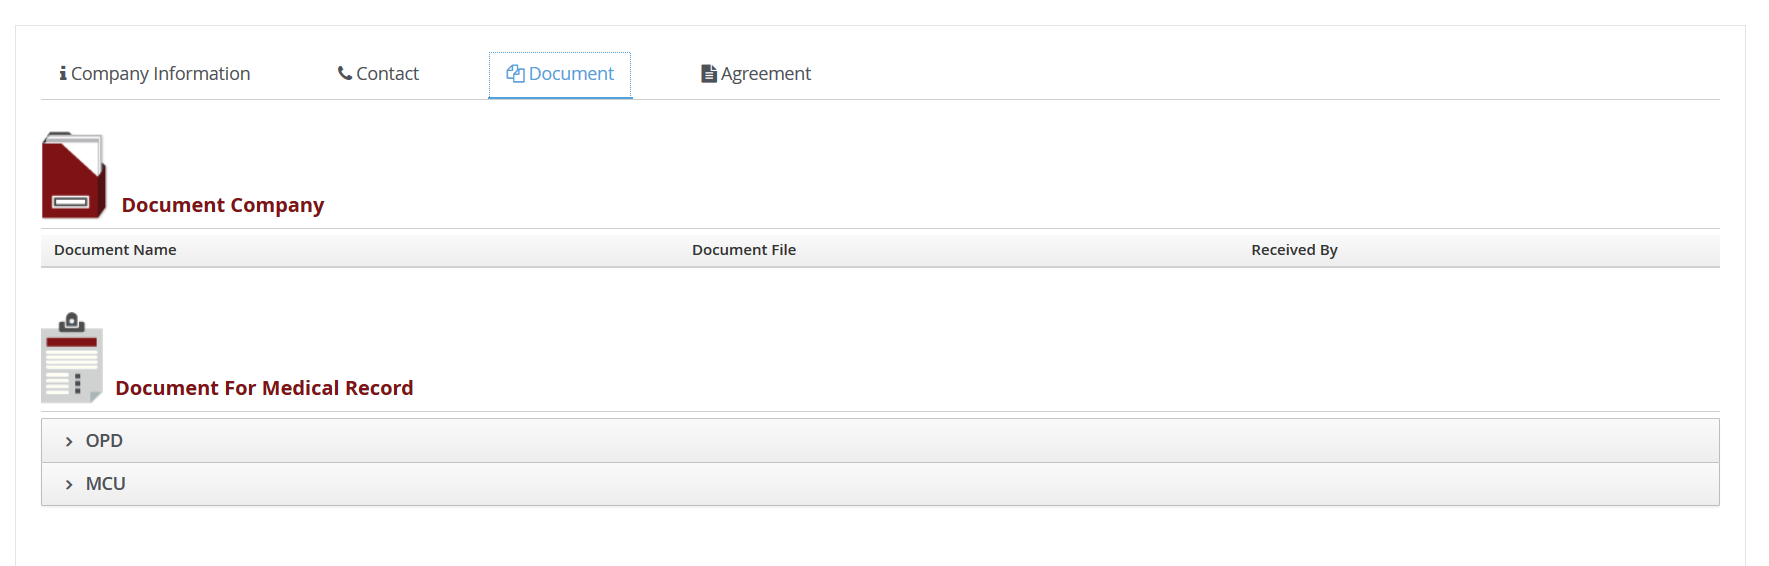 Company Information Contact Document Agreement
Document Company
Document Name Document File Received By
Document For Medical Record
OPD
MCU